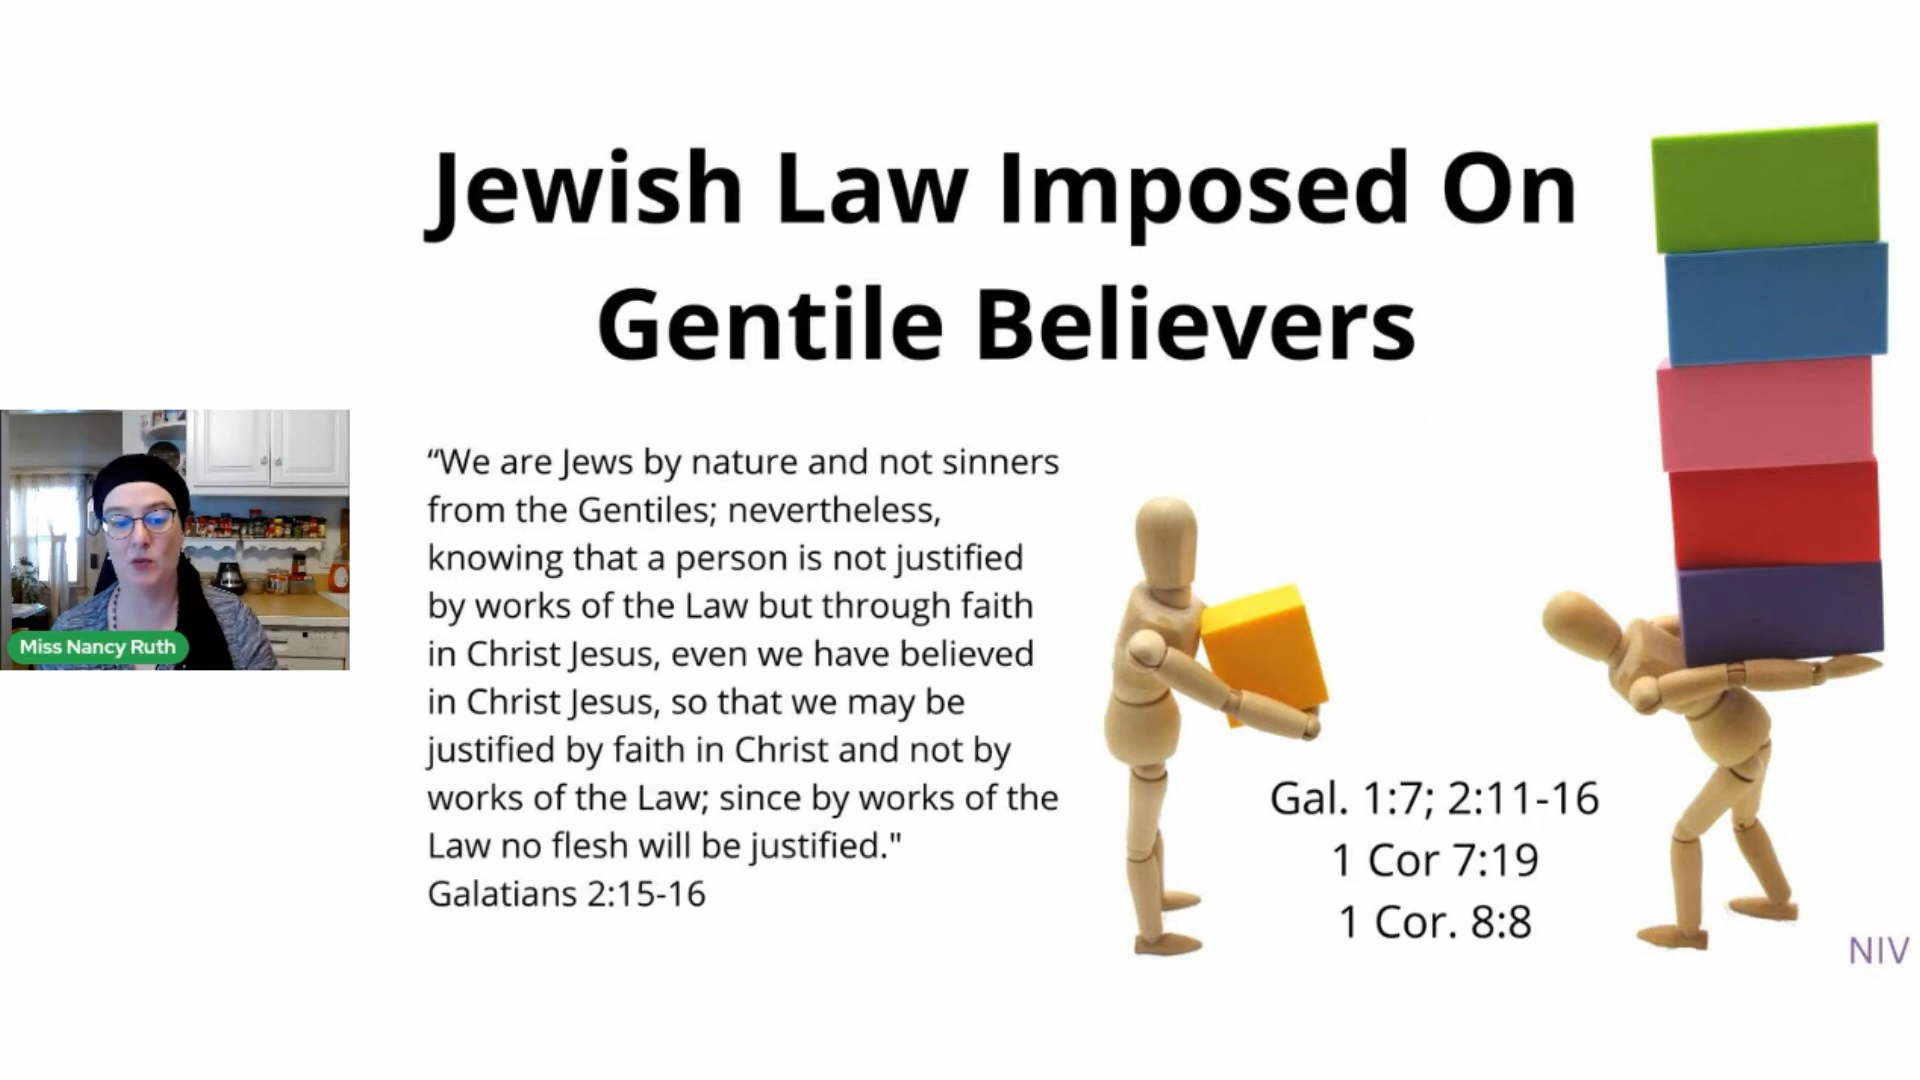 Jewish Law Imposed On
Gentile Believers
“We are Jews by nature and not sinners
from the Gentiles; nevertheless,
knowing that a person is not justified
by works of the Law but through faith
in Christ Jesus, even we have believed
in Christ Jesus, so that we may be
justified by faith in Christ and not by
works of the Law; since by works of the
Law no flesh will be justified."
Galatians 2:15-16
Miss Nancy Ruth
Gal. 1:7; 2:11-16
1 Cor 7:19
1 Cor. 8:8
NIV